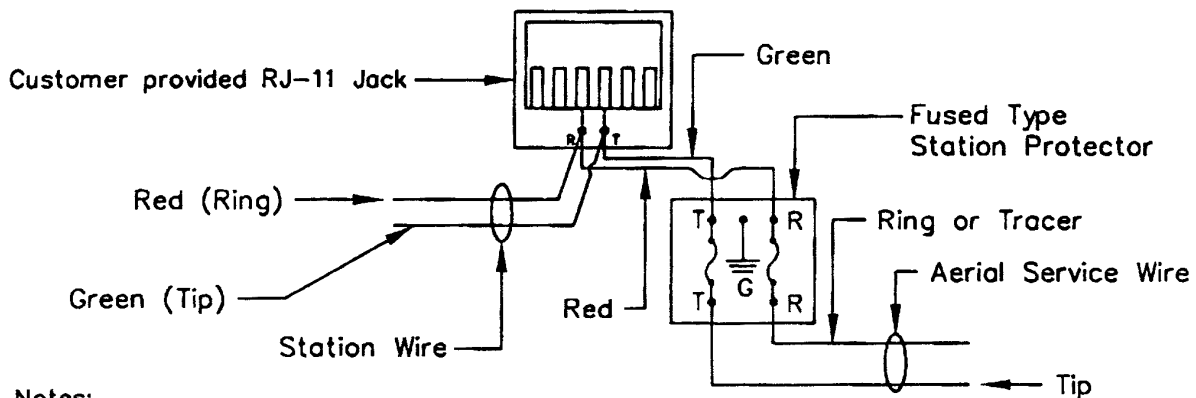 Green
Customer provided RJ-11 Jack
Fused Type
Station Protector
R T
Red (Ring)
T R
Ring or Tracer
G
Aerial Service Wire
Green (Tip)
Red
T R
Station Wire
Tip
Notes: